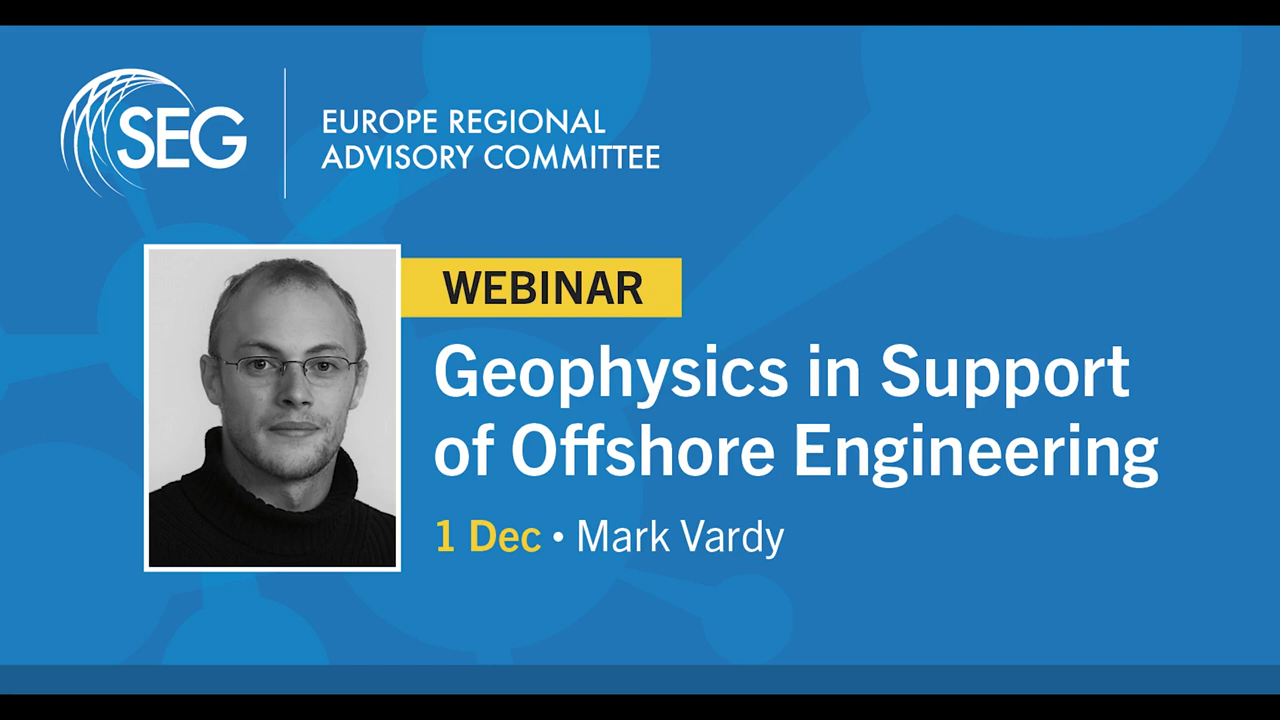 SEG
EUROPE REGIONAL
ADVISORY COMMITTEE
WEBINAR
Geophysics in Support
of Offshore Engineering
1 Dec • Mark Vardy